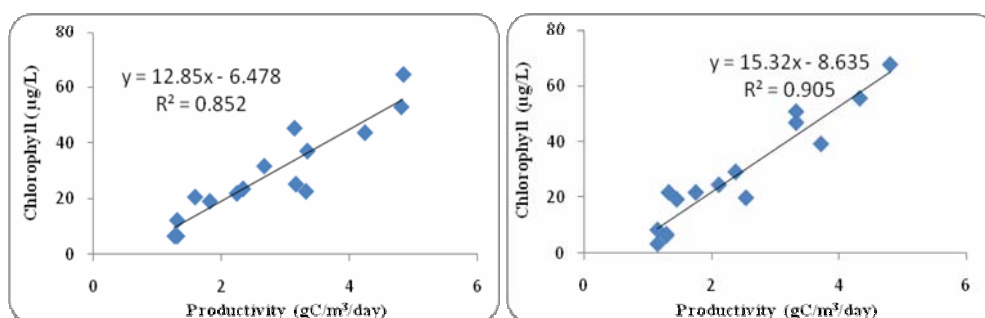 80
60
40
20
0
Chlorophyll (µg/L)
y = 12.85x - 6.478
R² = 0.852
0 2 4 6
Productivity (gC/m³/day)
80
60
40
20
0
Chlorophyll (µg/L)
y = 15.32x - 8.635
R² = 0.905
0 2 4 6
Productivity (gC/m³/day)